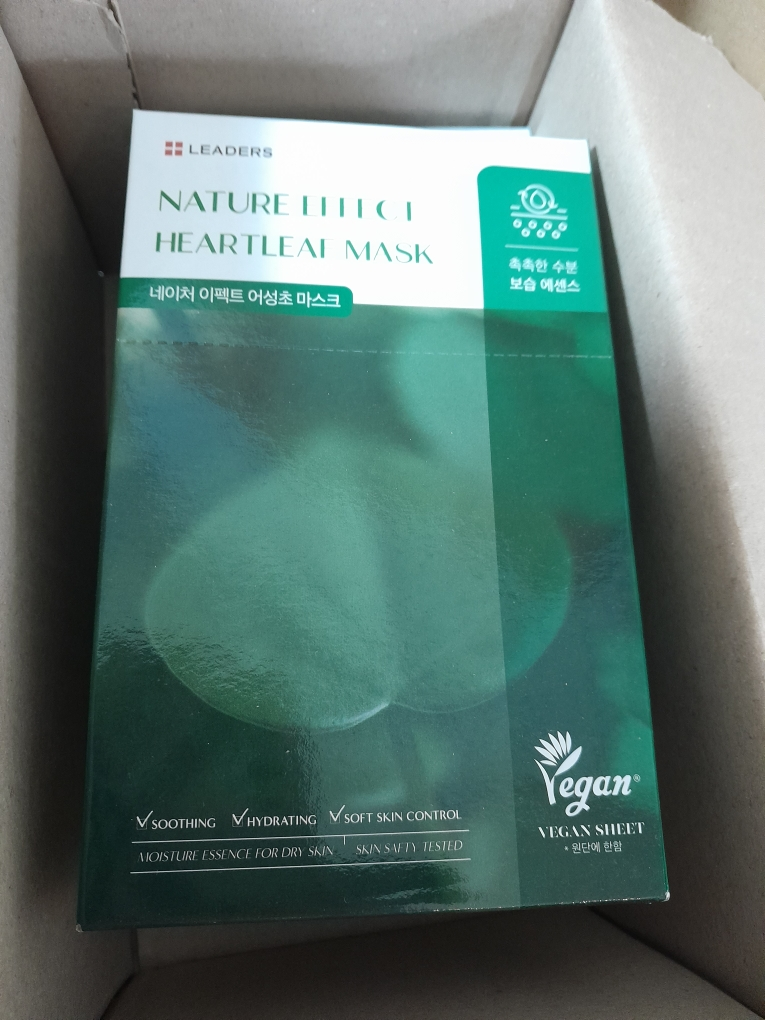 LEADERS
NATURE EFFECT
HEARTLEAF MASK
네이처 이펙트 어성초 마스크
촉촉한 수분
보습 에센스
SOOTHING HYDRATING SOFT SKIN CONTROL
MOISTURE ESSENCE FOR DRY SKIN SKIN SAFTY TESTED
Vegan®
VEGAN SHEET
* 원단에 한함